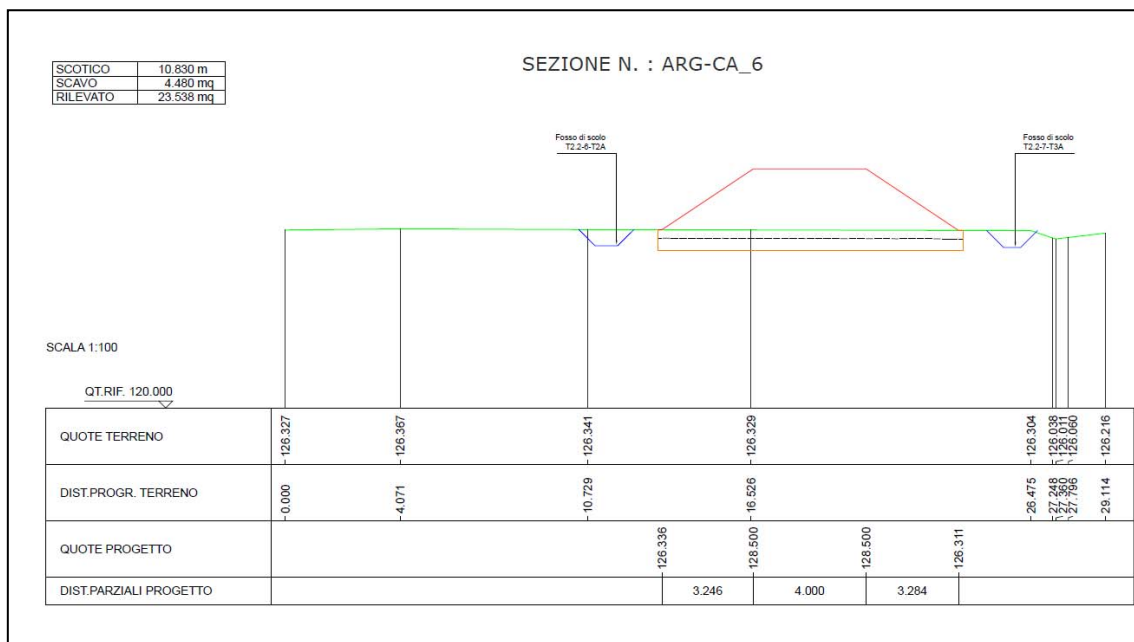 SEZIONE N. : ARG-CA_6
SCOTICO 10.830 m
SCAVO 4.480 mq
RILEVATO 23.538 mq
Fosso di scolo
T2.2-6-T2A
Fosso di scolo
T2.2-7-T3A
SCALA 1:100
QT.RIF. 120.000
QUOTE TERRENO 126.327 126.367 126.341 126.329 126.304 126.038 126.011 126.060 126.216
DIST.PROGR. TERRENO 0.000 4.071 10.729 16.526 26.475 27.248 27.360 27.796 29.114
QUOTE PROGETTO 126.336 128.500 128.500 126.311
DIST.PARZIALI PROGETTO 3.246 4.000 3.284